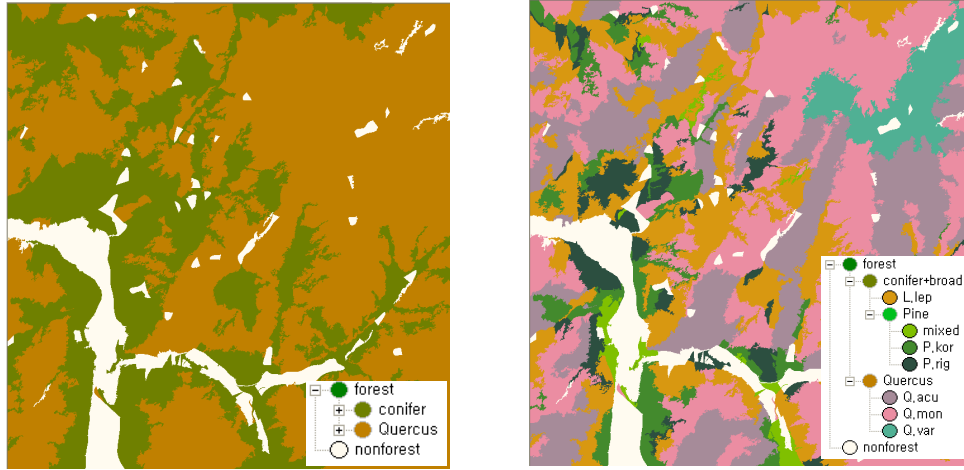 forest
conifer
Quercus
nonforest
forest
conifer+broad
L,lep
Pine
mixed
P,kor
P,rig
Quercus
Q,acu
Q,mon
Q,var
nonforest